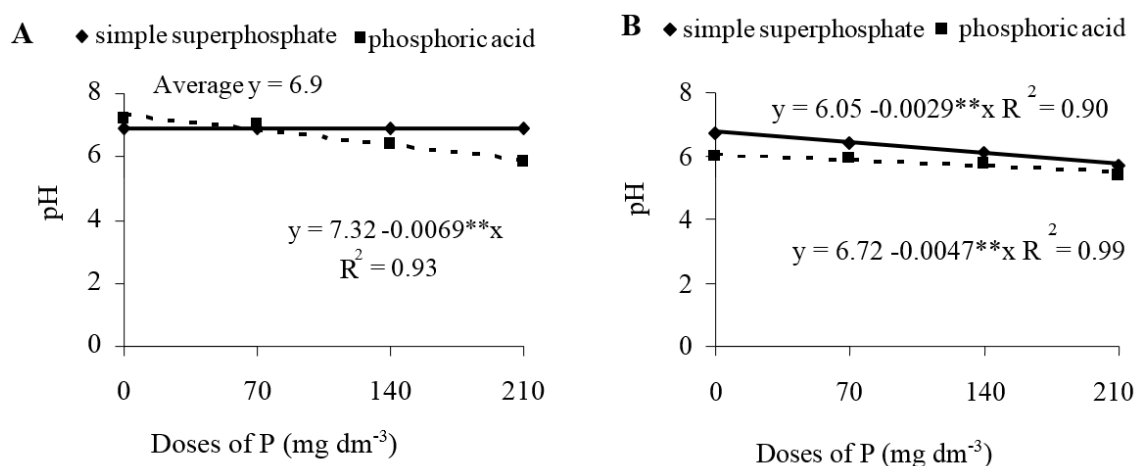 A
simple superphosphate
phosphoric acid
Average y = 6.9
8
6
4
2
0
pH
y = 7.32 -0.0069**x
R² = 0.93
0 70 140 210
Doses of P (mg dm⁻³)
B
simple superphosphate
phosphoric acid
y = 6.05 -0.0029**x R² = 0.90
8
6
4
2
0
pH
y = 6.72 -0.0047**x R² = 0.99
0 70 140 210
Doses of P (mg dm⁻³)